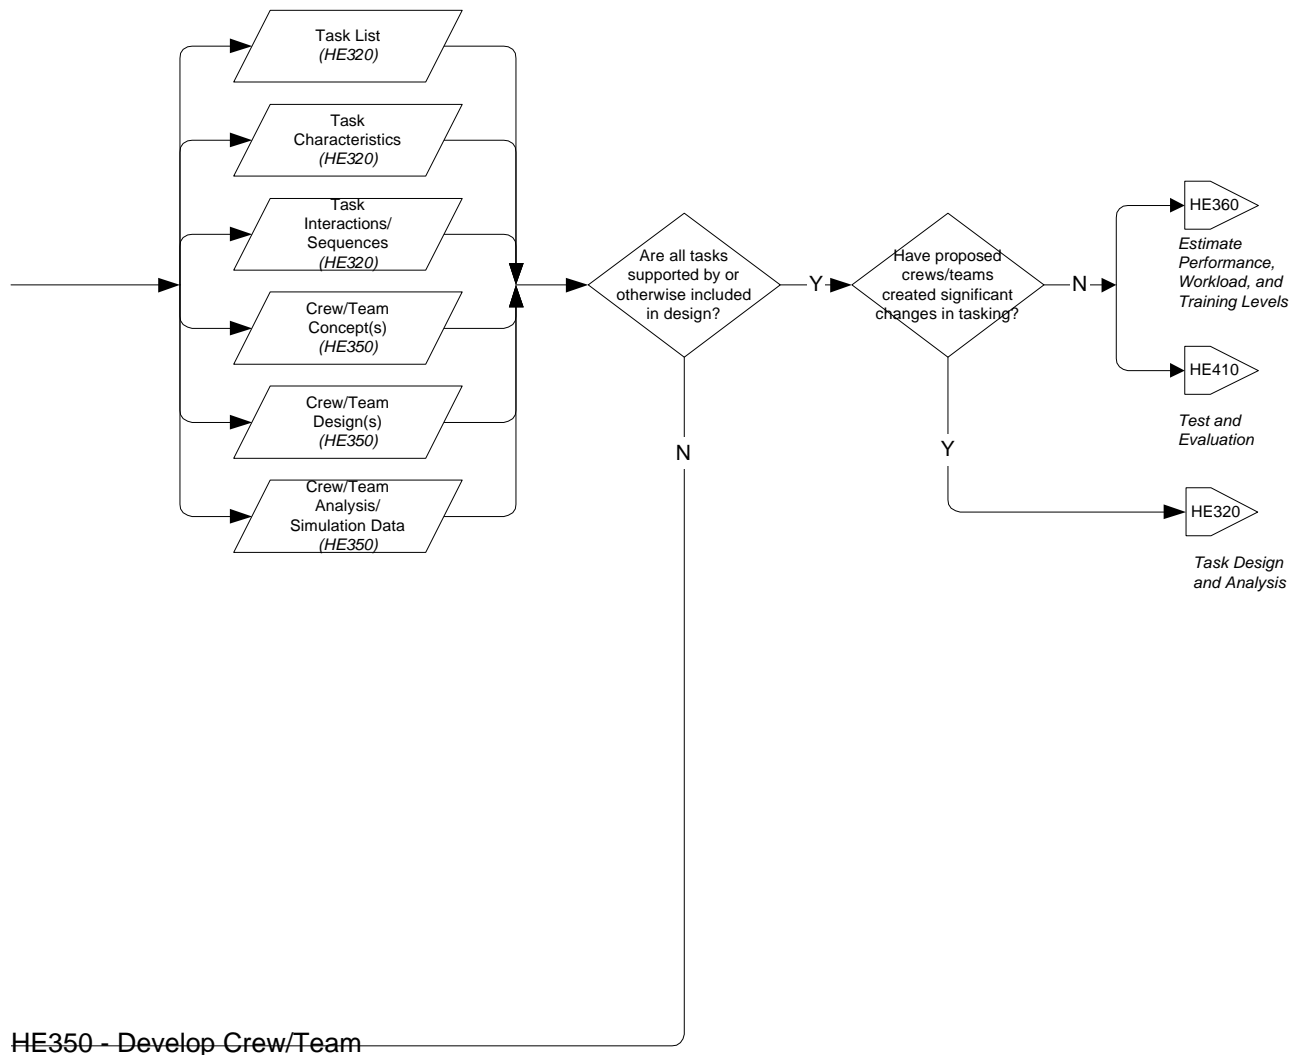 Task List
(HE320)
Task
Characteristics
(HE320)
Task
Interactions/
Sequences
(HE320)
Crew/Team
Concept(s)
(HE350)
Crew/Team
Design(s)
(HE350)
Crew/Team
Analysis/
Simulation Data
(HE350)
Are all tasks
supported by or
otherwise included
in design?
Y
N
Have proposed
crews/teams
created significant
changes in tasking?
N
Y
HE360
Estimate
Performance,
Workload, and
Training Levels
HE410
Test and
Evaluation
HE320
Task Design
and Analysis
HE350 - Develop Crew/Team